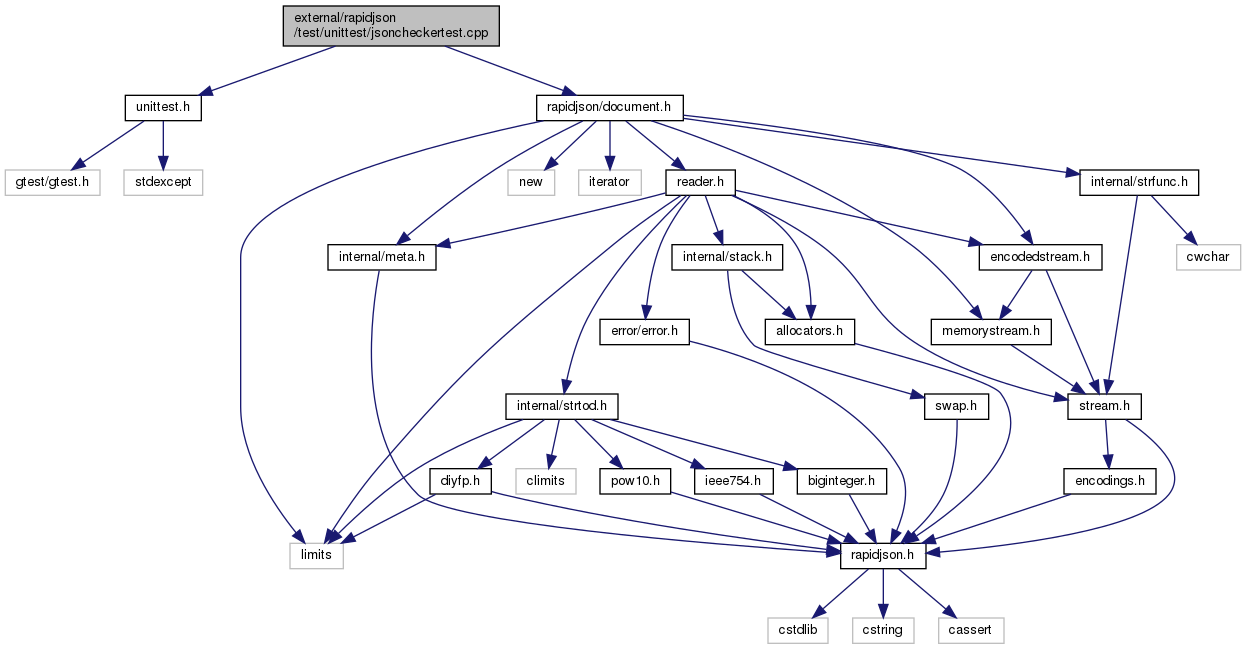 external/rapidjson
/test/unittest/jsoncheckertest.cpp
unittest.h
rapidjson/document.h
gtest/gtest.h
stdexcept
new
iterator
reader.h
internal/strfunc.h
internal/meta.h
internal/stack.h
encodedstream.h
cwchar
error/error.h
allocators.h
memorystream.h
internal/strtod.h
swap.h
stream.h
diyfp.h
climits
pow10.h
ieee754.h
biginteger.h
encodings.h
limits
rapidjson.h
cstdlib
cstring
cassert